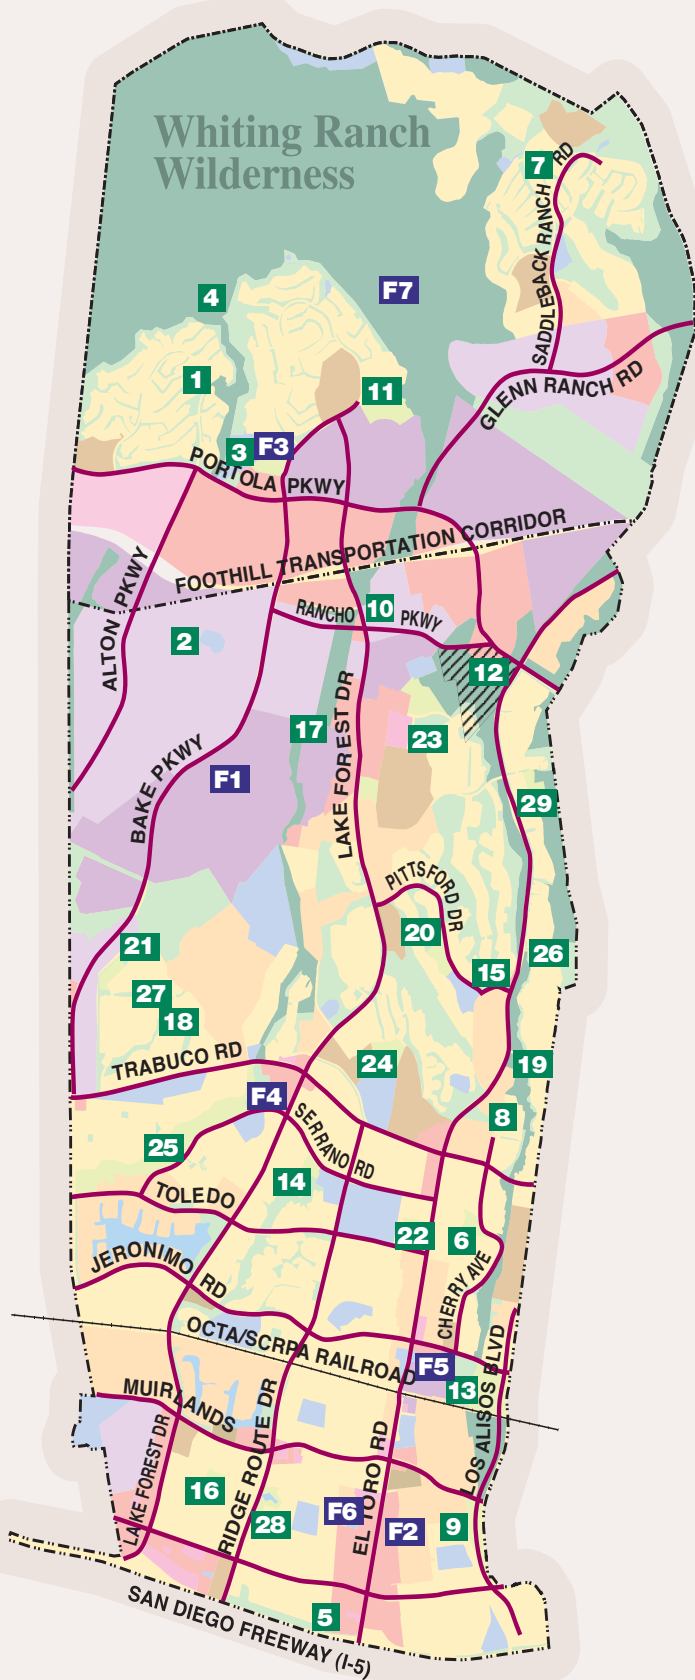 Whiting Ranch
Wilderness
7
SADDLEBACK RANCH RD
4
F7
1
11
GLENN RANCH RD
3
F3
PORTOLA PKWY
FOOTHILL TRANSPORTATION CORRIDOR
ALTON PKWY
RANCHO PKWY
10
2
12
LAKE FOREST DR
17
23
BAKE PKWY
F1
29
PITTSFORD DR
20
21
26
15
27
18
TRABUCO RD
24
19
F4
8
SERRANO RD
25
14
TOLEDO
22
6
JERONIMO RD
CHERRY AVE
OCTA/SCRPA RAILROAD
F5
13
LOS ALISOS BLVD
MUIRLANDS
LAKE FOREST DR
RIDGE ROUTE DR
EL TORO RD
16
28
F6
F2
9
5
SAN DIEGO FREEWAY (I-5)